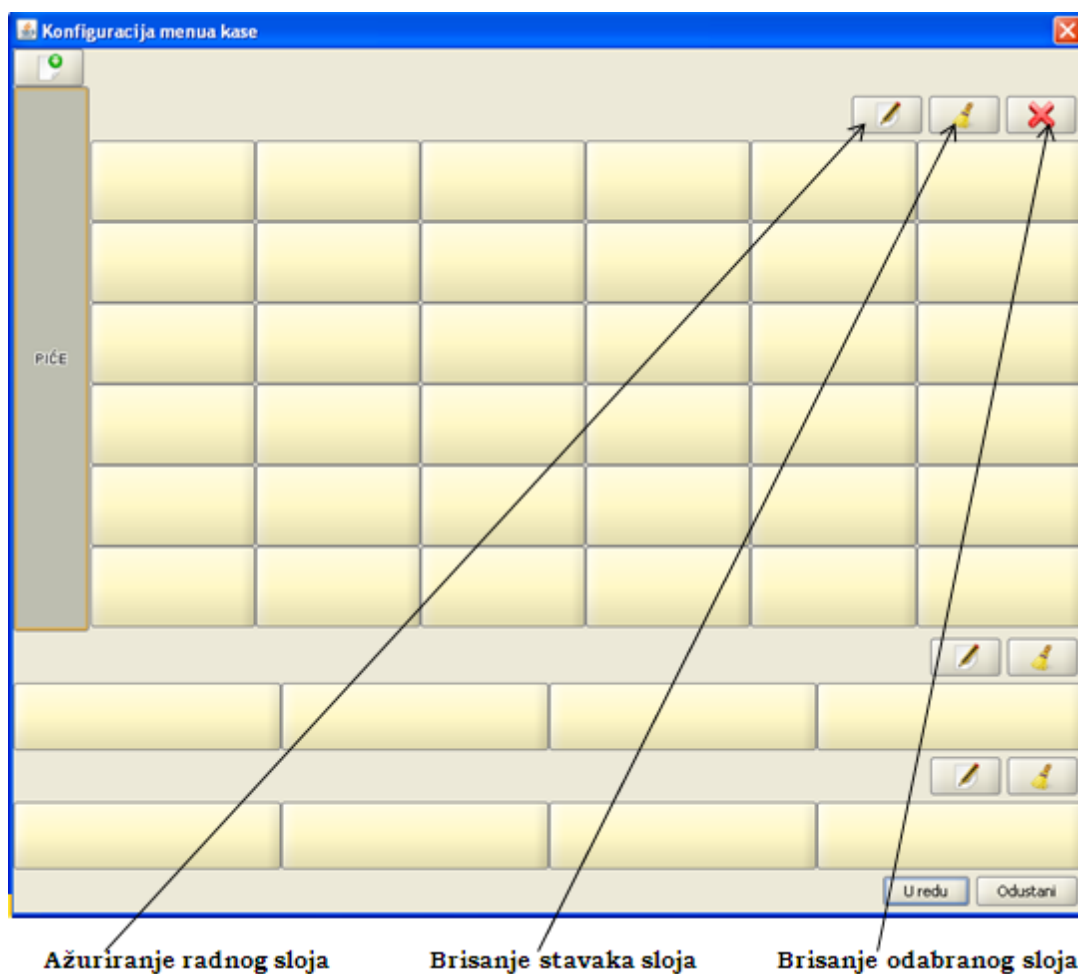 Konfiguracija menua kase
PIĆE
U redu Odustani
Ažuriranje radnog sloja Brisanje stavaka sloja Brisanje odabranog sloja